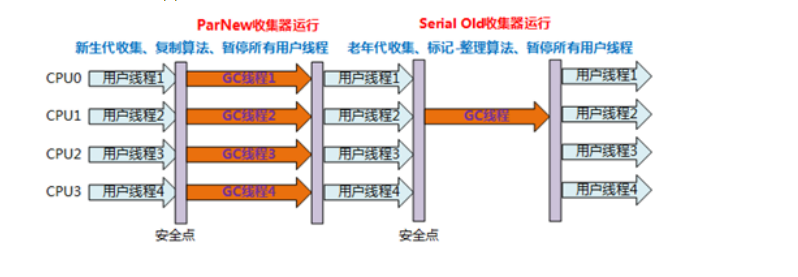 ParNew收集器运行 Serial Old收集器运行
新生代收集、复制算法、暂停所有用户线程 老年代收集、标记-整理算法、暂停所有用户线程
CPU0 用户线程1 GC线程1 用户线程1 用户线程1
CPU1 用户线程2 GC线程2 用户线程2 GC线程 用户线程2
CPU2 用户线程3 GC线程3 用户线程3 用户线程3
CPU3 用户线程4 GC线程4 用户线程4 用户线程4
安全点 安全点